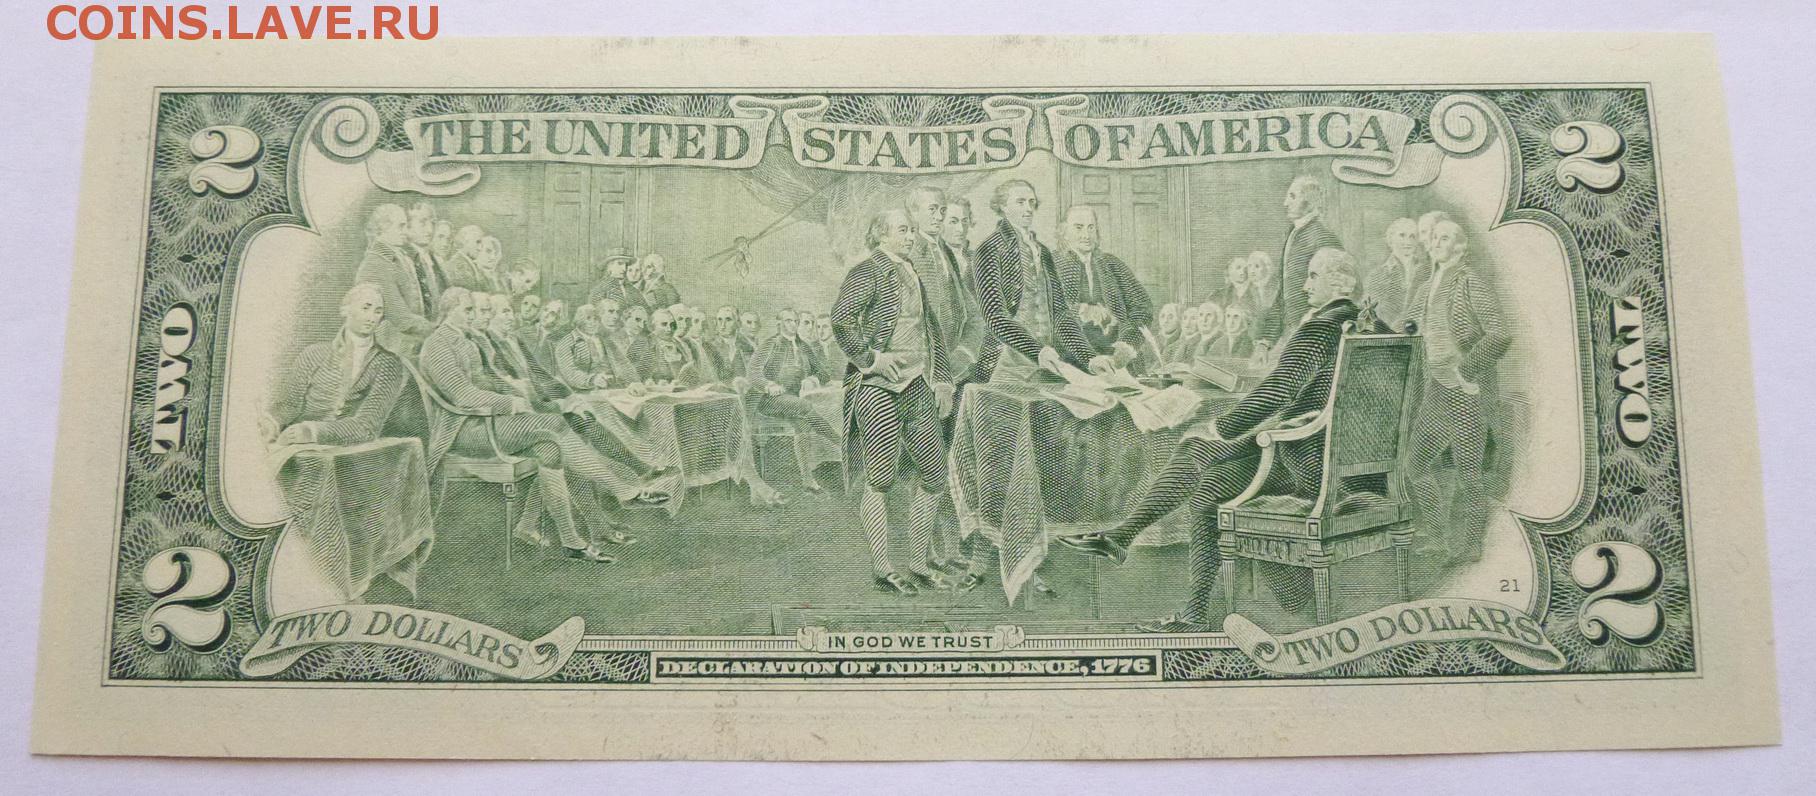 COINS.LAVE.RU
2 THE UNITED STATES OF AMERICA 2
TWO
TWO
21
2 TWO DOLLARS
IN GOD WE TRUST
TWO DOLLARS 2
DECLARATION OF INDEPENDENCE, 1776